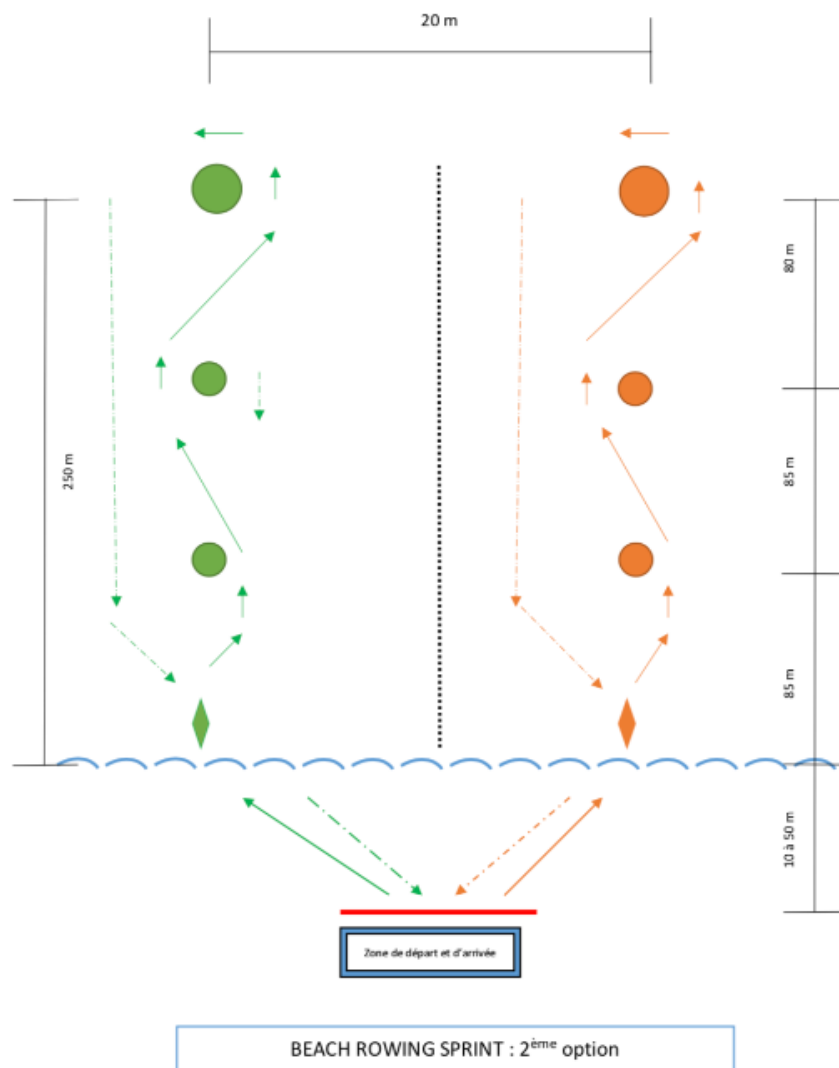 20 m
80 m
250 m
85 m
85 m
10 à 50 m
Zone de départ et d'arrivée
BEACH ROWING SPRINT : 2ème option